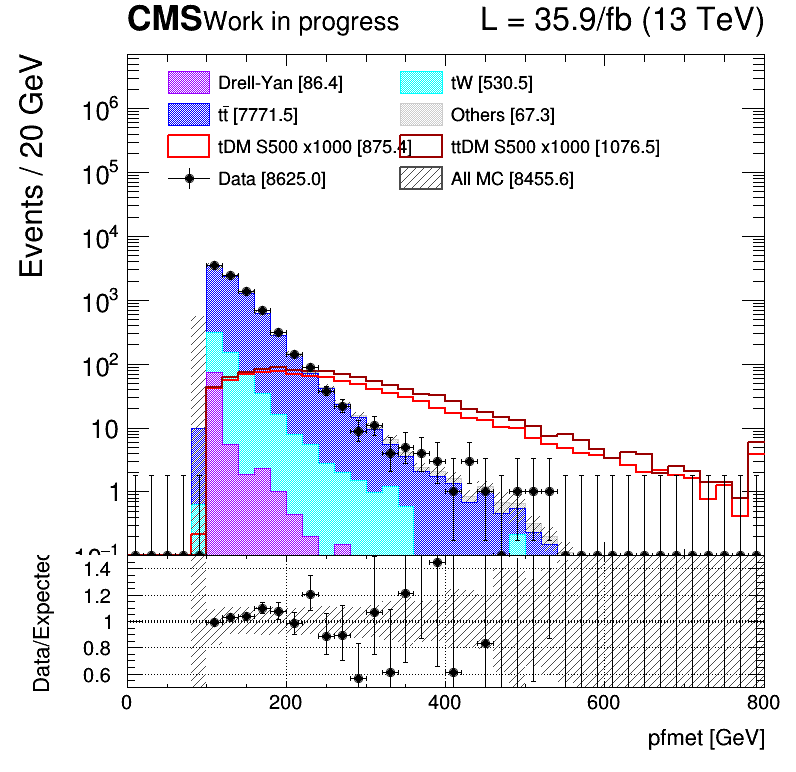 CMS Work in progress L = 35.9/fb (13 TeV)
Events / 20 GeV
Drell-Yan [86.4] tW [530.5]
tt̄ [7771.5] Others [67.3]
tDM S500 x1000 [875.4] ttDM S500 x1000 [1076.5]
Data [8625.0] All MC [8455.6]
10⁶
10⁵
10⁴
10³
10²
10
1
10⁻¹
Data/Expected
1.4
1.2
1
0.8
0.6
0 200 400 600 800
pfmet [GeV]